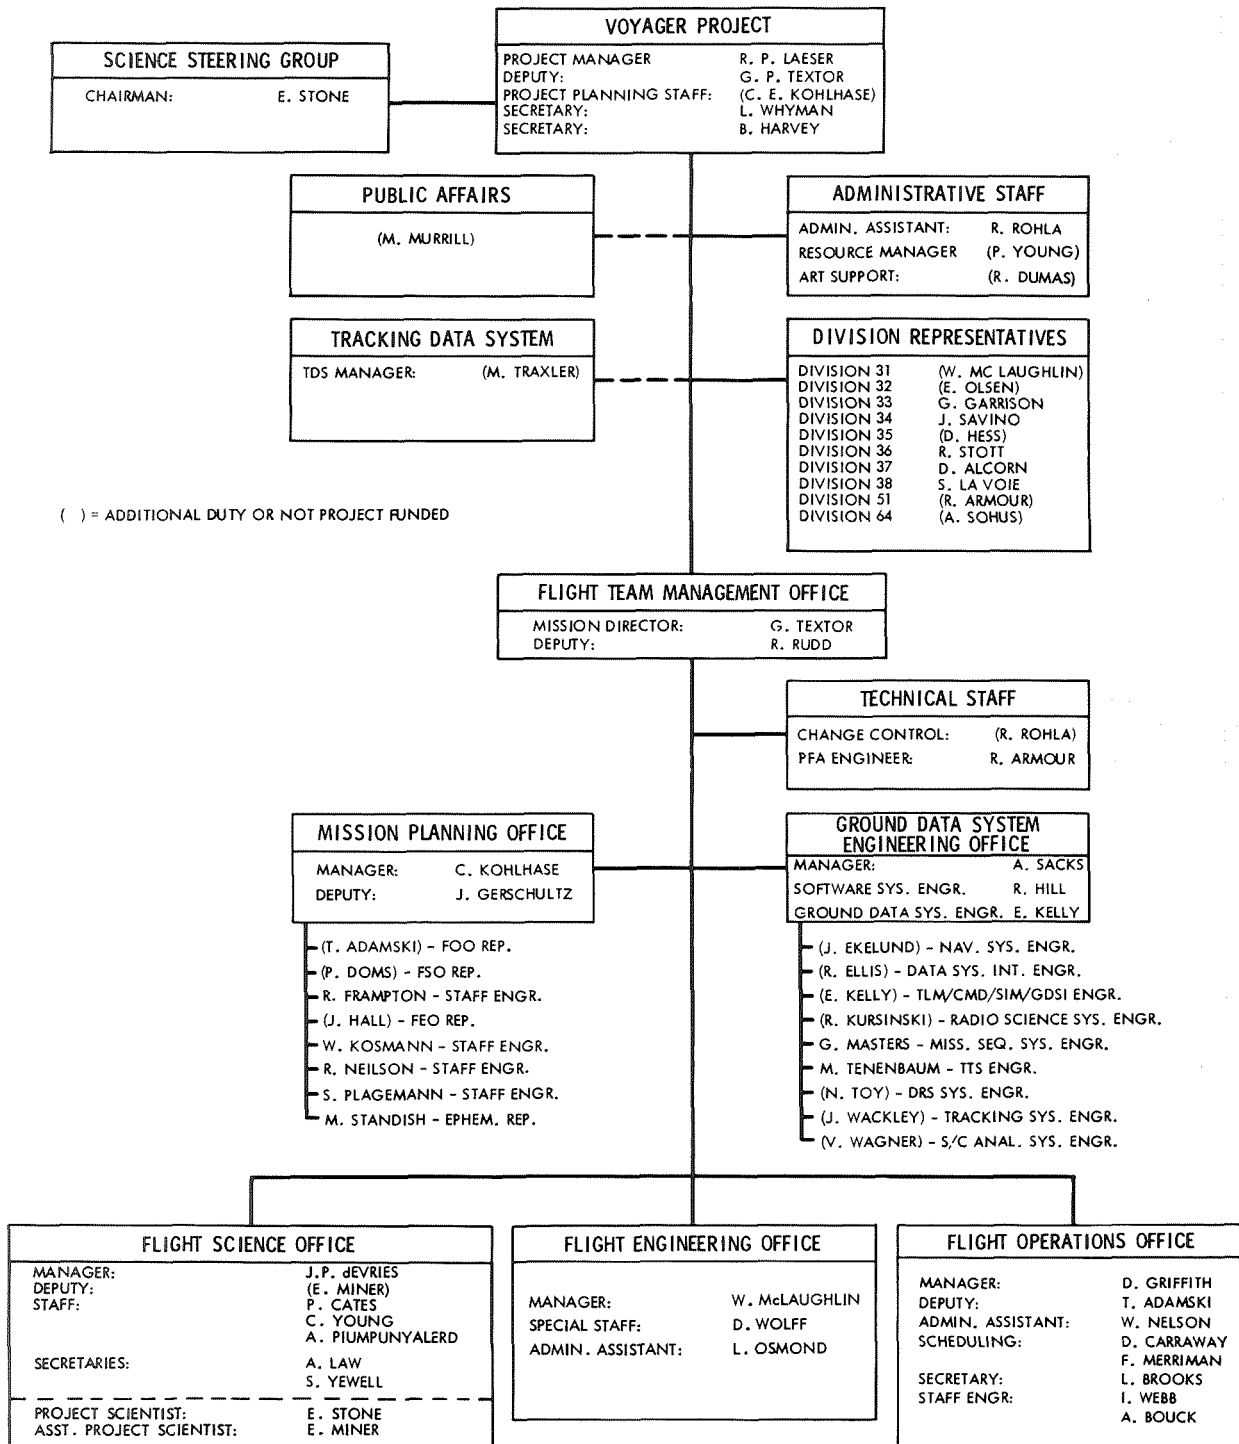 VOYAGER PROJECT
PROJECT MANAGER R. P. LAESER
DEPUTY: G. P. TEXTOR
PROJECT PLANNING STAFF: (C. E. KOHLHASE)
SECRETARY: L. WHYMAN
SECRETARY: B. HARVEY
SCIENCE STEERING GROUP
CHAIRMAN: E. STONE
PUBLIC AFFAIRS
(M. MURRILL)
ADMINISTRATIVE STAFF
ADMIN. ASSISTANT: R. ROHLA
RESOURCE MANAGER (P. YOUNG)
ART SUPPORT: (R. DUMAS)
TRACKING DATA SYSTEM
TDS MANAGER: (M. TRAXLER)
DIVISION REPRESENTATIVES
DIVISION 31 (W. MC LAUGHLIN)
DIVISION 32 (E. OLSEN)
DIVISION 33 G. GARRISON
DIVISION 34 J. SAVINO
DIVISION 35 (D. HESS)
DIVISION 36 R. STOTT
DIVISION 37 D. ALCORN
DIVISION 38 S. LA VOIE
DIVISION 51 (R. ARMOUR)
DIVISION 64 (A. SOHUS)
( ) = ADDITIONAL DUTY OR NOT PROJECT FUNDED
FLIGHT TEAM MANAGEMENT OFFICE
MISSION DIRECTOR: G. TEXTOR
DEPUTY: R. RUDD
TECHNICAL STAFF
CHANGE CONTROL: (R. ROHLA)
PFA ENGINEER: R. ARMOUR
MISSION PLANNING OFFICE
MANAGER: C. KOHLHASE
DEPUTY: J. GERSCHULTZ
(T. ADAMSKI) - FOO REP.
(P. DOMS) - FSO REP.
R. FRAMPTON - STAFF ENGR.
(J. HALL) - FEO REP.
W. KOSMANN - STAFF ENGR.
R. NEILSON - STAFF ENGR.
S. PLAGEMANN - STAFF ENGR.
M. STANDISH - EPHEM. REP.
GROUND DATA SYSTEM
ENGINEERING OFFICE
MANAGER: A. SACKS
SOFTWARE SYS. ENGR. R. HILL
GROUND DATA SYS. ENGR. E. KELLY
(J. EKELUND) - NAV. SYS. ENGR.
(R. ELLIS) - DATA SYS. INT. ENGR.
(E. KELLY) - TLM/CMD/SIM/GDSI ENGR.
(R. KURSINSKI) - RADIO SCIENCE SYS. ENGR.
G. MASTERS - MISS. SEQ. SYS. ENGR.
M. TENENBAUM - TTS ENGR.
(N. TOY) - DRS SYS. ENGR.
(J. WACKLEY) - TRACKING SYS. ENGR.
(V. WAGNER) - S/C ANAL. SYS. ENGR.
FLIGHT SCIENCE OFFICE
MANAGER: J.P. dEVRIES
DEPUTY: (E. MINER)
STAFF: P. CATES
C. YOUNG
A. PIUMPUNYALERD
SECRETARIES: A. LAW
S. YEWELL
PROJECT SCIENTIST: E. STONE
ASST. PROJECT SCIENTIST: E. MINER
FLIGHT ENGINEERING OFFICE
MANAGER: W. McLAUGHLIN
SPECIAL STAFF: D. WOLFF
ADMIN. ASSISTANT: L. OSMOND
FLIGHT OPERATIONS OFFICE
MANAGER: D. GRIFFITH
DEPUTY: T. ADAMSKI
ADMIN. ASSISTANT: W. NELSON
SCHEDULING: D. CARRAWAY
F. MERRIMAN
SECRETARY: L. BROOKS
STAFF ENGR: I. WEBB
A. BOUCK